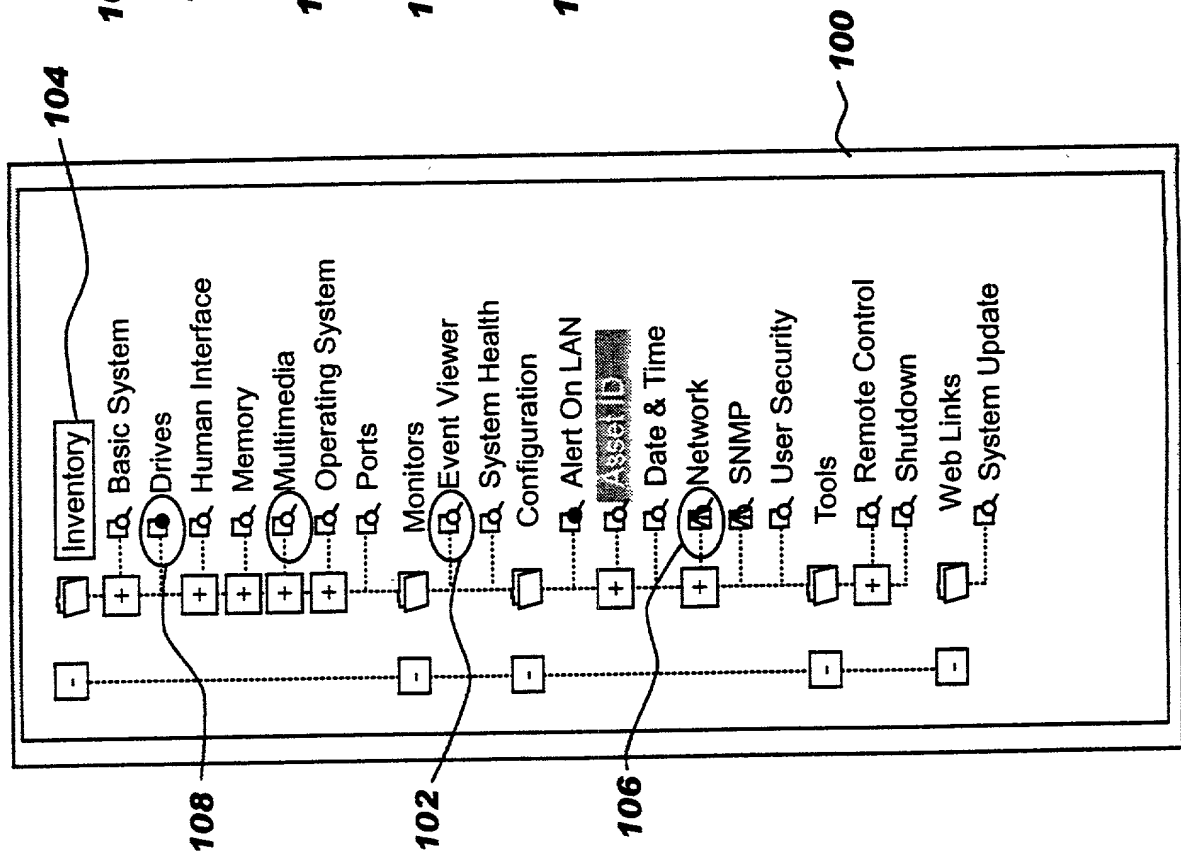 104
Inventory
Basic System
Drives
Human Interface
Memory
Multimedia
Operating System
Ports
Monitors
Event Viewer
System Health
Configuration
Alert On LAN
Asset ID
Date & Time
Network
SNMP
User Security
Tools
Remote Control
Shutdown
Web Links
System Update
108
102
106
100